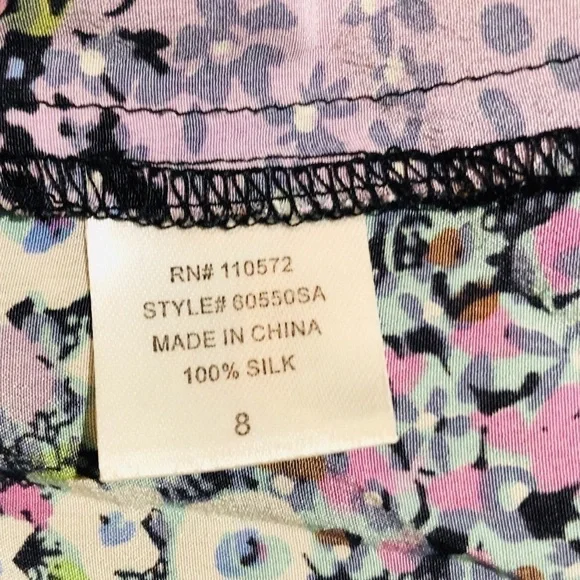 RN# 110572
STYLE# 60550SA
MADE IN CHINA
100% SILK
8